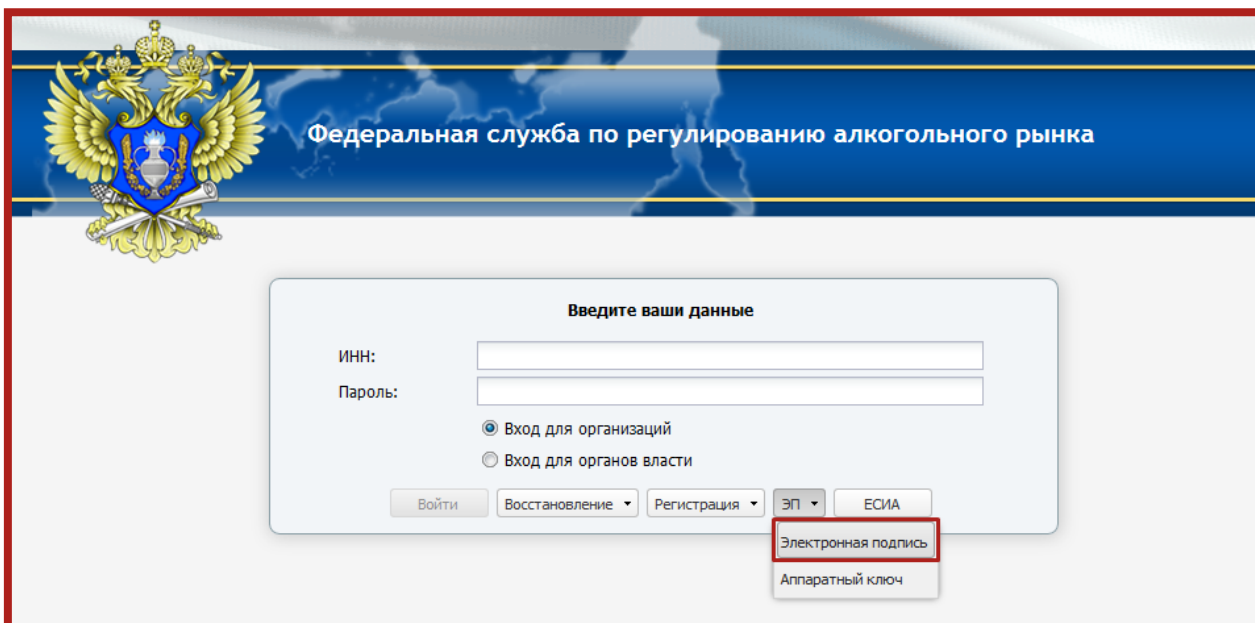 Федеральная служба по регулированию алкогольного рынка
Введите ваши данные
ИНН:
Пароль:
Вход для организаций
Вход для органов власти
Войти Восстановление Регистрация ЭП ЕСИА
Электронная подпись
Аппаратный ключ